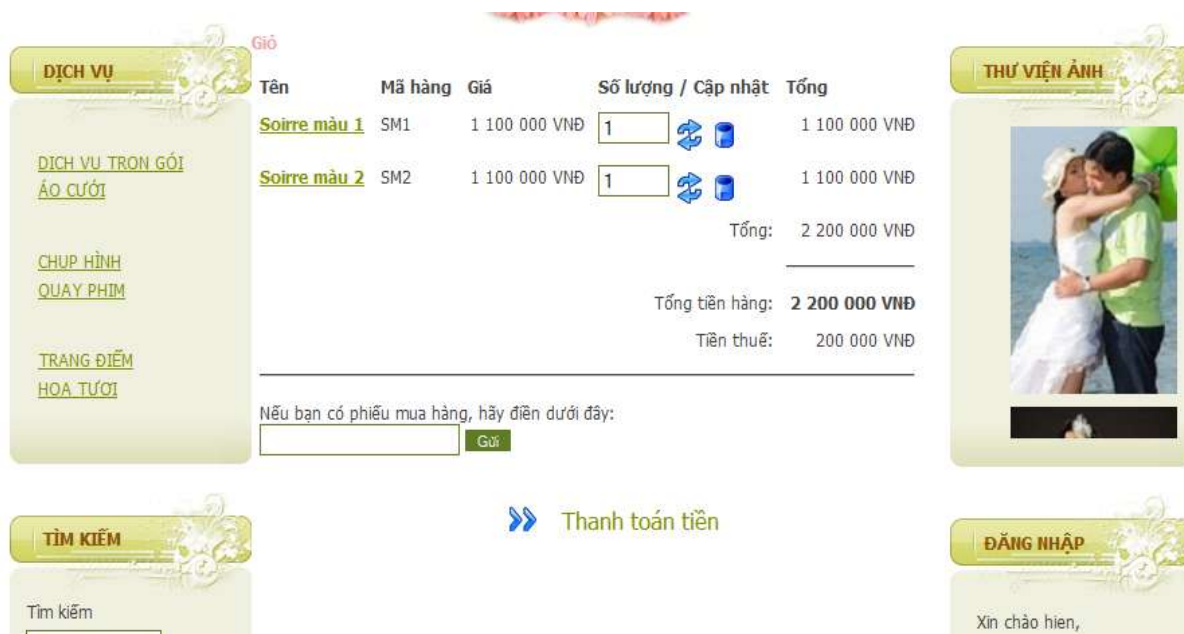 Giỏ
DỊCH VỤ
DỊCH VỤ TRỌN GÓI
ÁO CƯỚI
CHỤP HÌNH
QUAY PHIM
TRANG ĐIỂM
HOA TƯƠI
TÌM KIẾM
Tìm kiếm
Tên Mã hàng Giá Số lượng / Cập nhật Tổng
Soirre màu 1 SM1 1 100 000 VNĐ 1 1 100 000 VNĐ
Soirre màu 2 SM2 1 100 000 VNĐ 1 1 100 000 VNĐ
Tổng: 2 200 000 VNĐ
Tổng tiền hàng: 2 200 000 VNĐ
Tiền thuế: 200 000 VNĐ
Nếu bạn có phiếu mua hàng, hãy điền dưới đây:
Gửi
Thanh toán tiền
THƯ VIỆN ẢNH
ĐĂNG NHẬP
Xin chào hien,